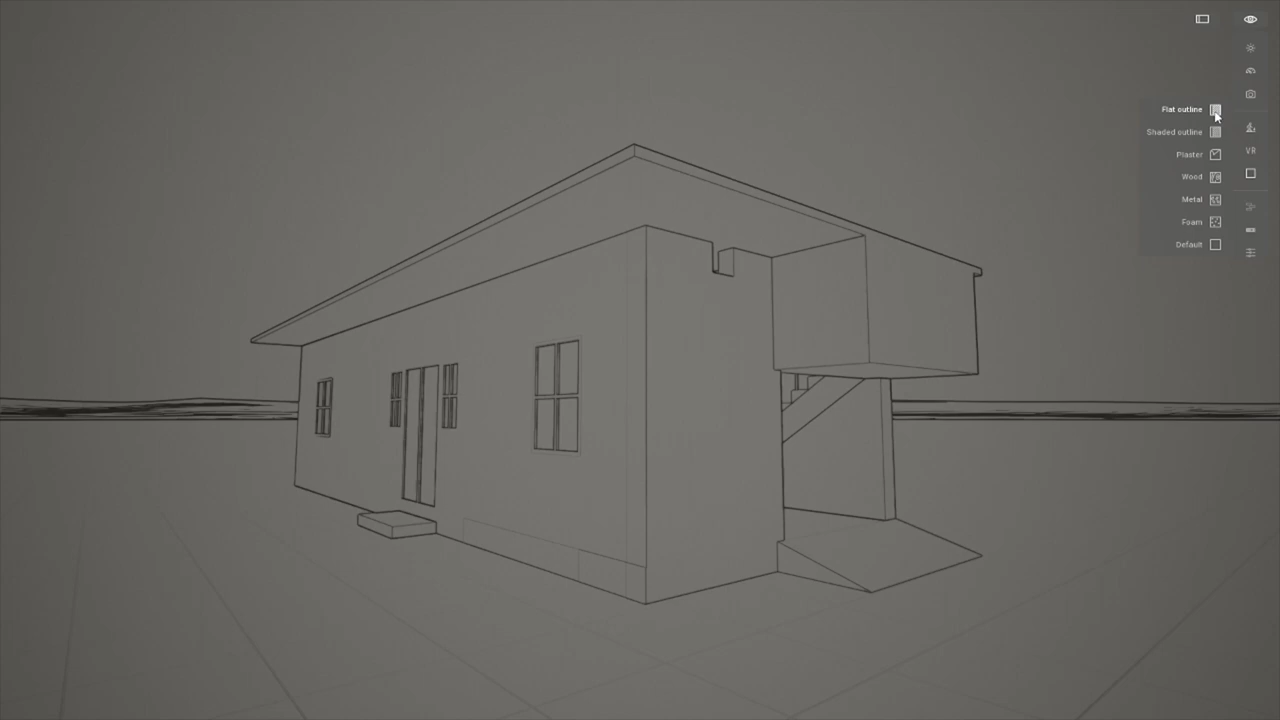 Flat outline
Shaded outline
Plaster
VR
Wood
Metal
Foam
Default